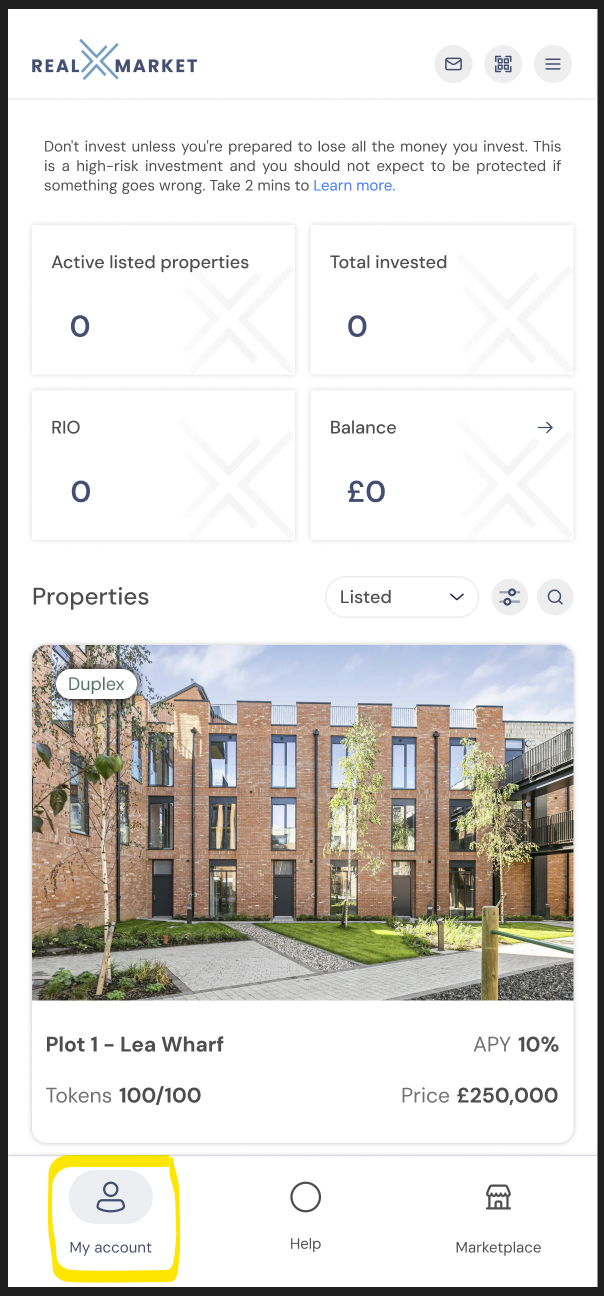 REAL MARKET
Don't invest unless you're prepared to lose all the money you invest. This
is a high-risk investment and you should not expect to be protected if
something goes wrong. Take 2 mins to Learn more.
Active listed properties
0
Total invested
0
RIO
0
Balance
£0
Properties
Listed
Duplex
Plot 1 - Lea Wharf
APY 10%
Tokens 100/100
Price £250,000
My account
Help
Marketplace